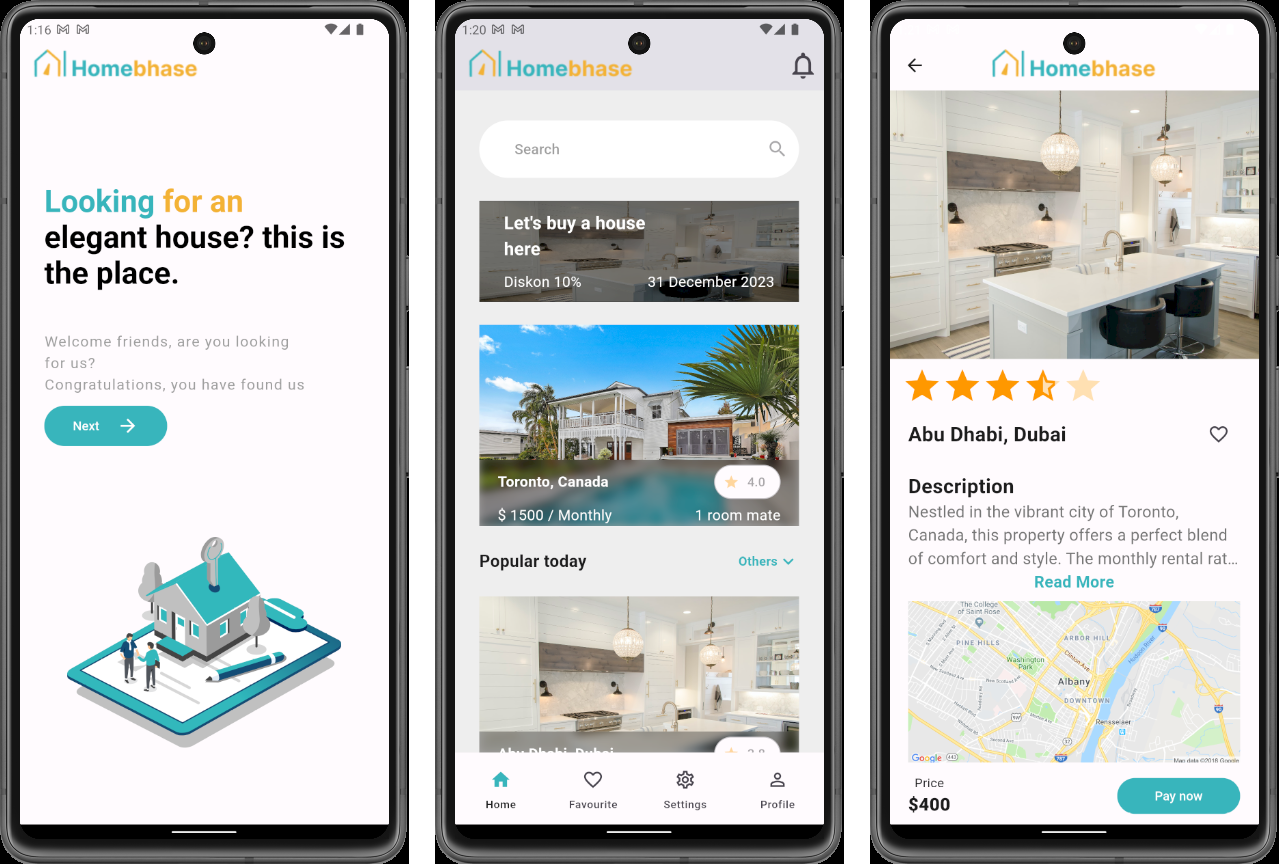 1:16
Homebhase
Looking for an
elegant house? this is
the place.
Welcome friends, are you looking
for us?
Congratulations, you have found us
Next
1:20
Homebhase
Search
Let's buy a house
here
Diskon 10%
31 December 2023
Toronto, Canada
4.0
$ 1500 / Monthly
1 room mate
Popular today
Others
Abu Dhabi, Dubai
Home
Favourite
Settings
Profile
Homebhase
Abu Dhabi, Dubai
Description
Nestled in the vibrant city of Toronto,
Canada, this property offers a perfect blend
of comfort and style. The monthly rental rat...
Read More
The College
of Saint Rose
PINE HILLS
ARBOR HILL
Washington
Park
Clinton Ave
Hudson River
Albany
DOWNTOWN
Rensselaer
Google
Map data ©2018 Google
Price
$400
Pay now